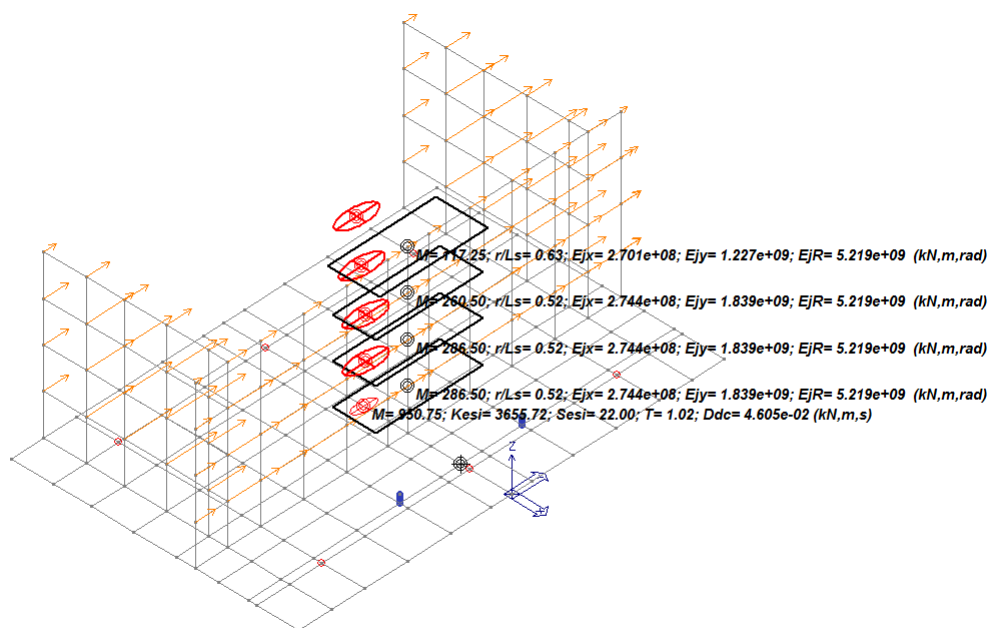 M= 117.25; r/Ls= 0.63; Ejx= 2.701e+08; Ejy= 1.227e+09; EjR= 5.219e+09 (kN,m,rad)
M= 260.50; r/Ls= 0.52; Ejx= 2.744e+08; Ejy= 1.839e+09; EjR= 5.219e+09 (kN,m,rad)
M= 286.50; r/Ls= 0.52; Ejx= 2.744e+08; Ejy= 1.839e+09; EjR= 5.219e+09 (kN,m,rad)
M= 286.50; r/Ls= 0.52; Ejx= 2.744e+08; Ejy= 1.839e+09; EjR= 5.219e+09 (kN,m,rad)
M= 950.75; Kesi= 3655.72; Sesi= 22.00; T= 1.02; Ddc= 4.605e-02 (kN,m,s)
Z